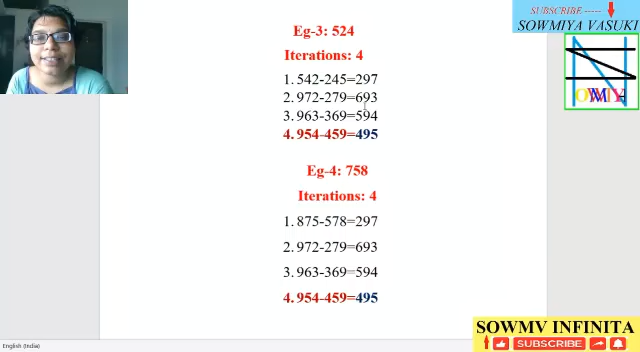 SUBSCRIBE -----
SOWMIYA VASUKI
Eg-3: 524
Iterations: 4
1. 542-245=297
2. 972-279=693
3. 963-369=594
4. 954-459=495
Eg-4: 758
Iterations: 4
1. 875-578=297
2. 972-279=693
3. 963-369=594
4. 954-459=495
SOWMV INFINITA
SUBSCRIBE
English (India)